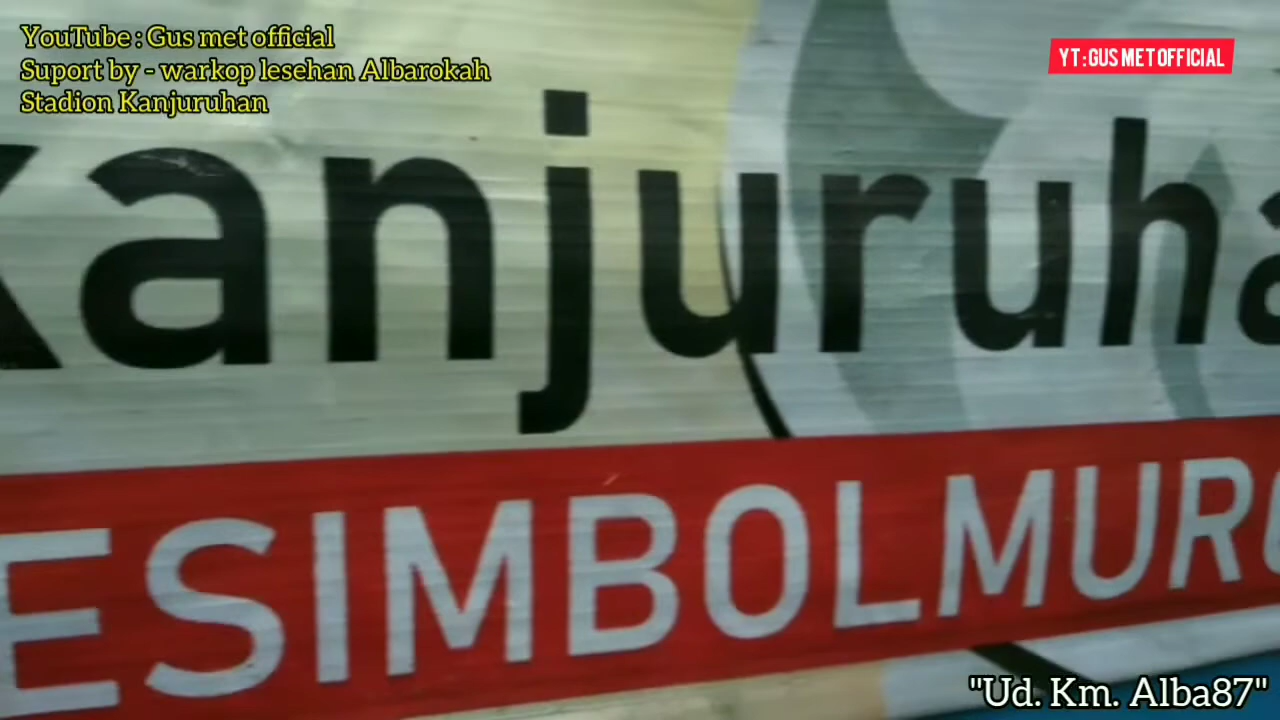 YouTube : Gus met official
Suport by - warkop lesehan Albarokah
Stadion Kanjuruhan
YT : GUS MET OFFICIAL
kanjuruha
ESIMBOLMUR
"Ud. Km. Alba87"